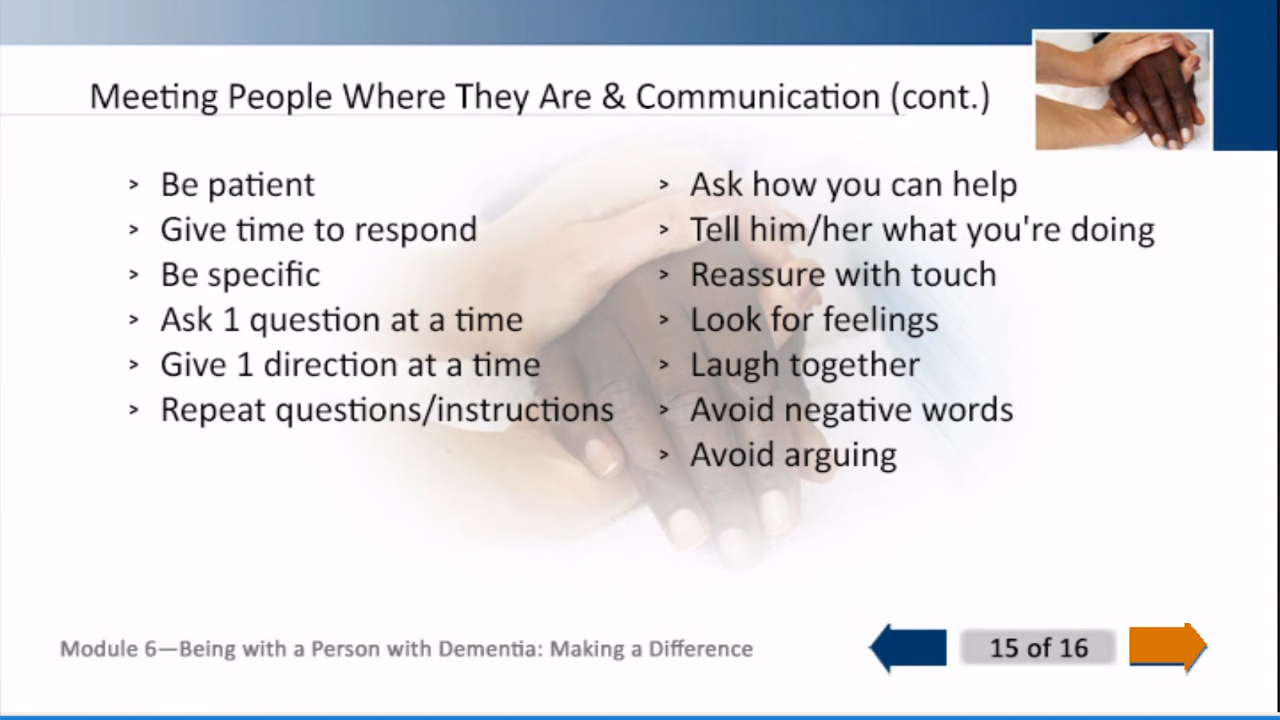 Meeting People Where They Are & Communication (cont.)
> Be patient
> Give time to respond
> Be specific
> Ask 1 question at a time
> Give 1 direction at a time
> Repeat questions/instructions
> Ask how you can help
> Tell him/her what you're doing
> Reassure with touch
> Look for feelings
> Laugh together
> Avoid negative words
> Avoid arguing
Module 6—Being with a Person with Dementia: Making a Difference
15 of 16